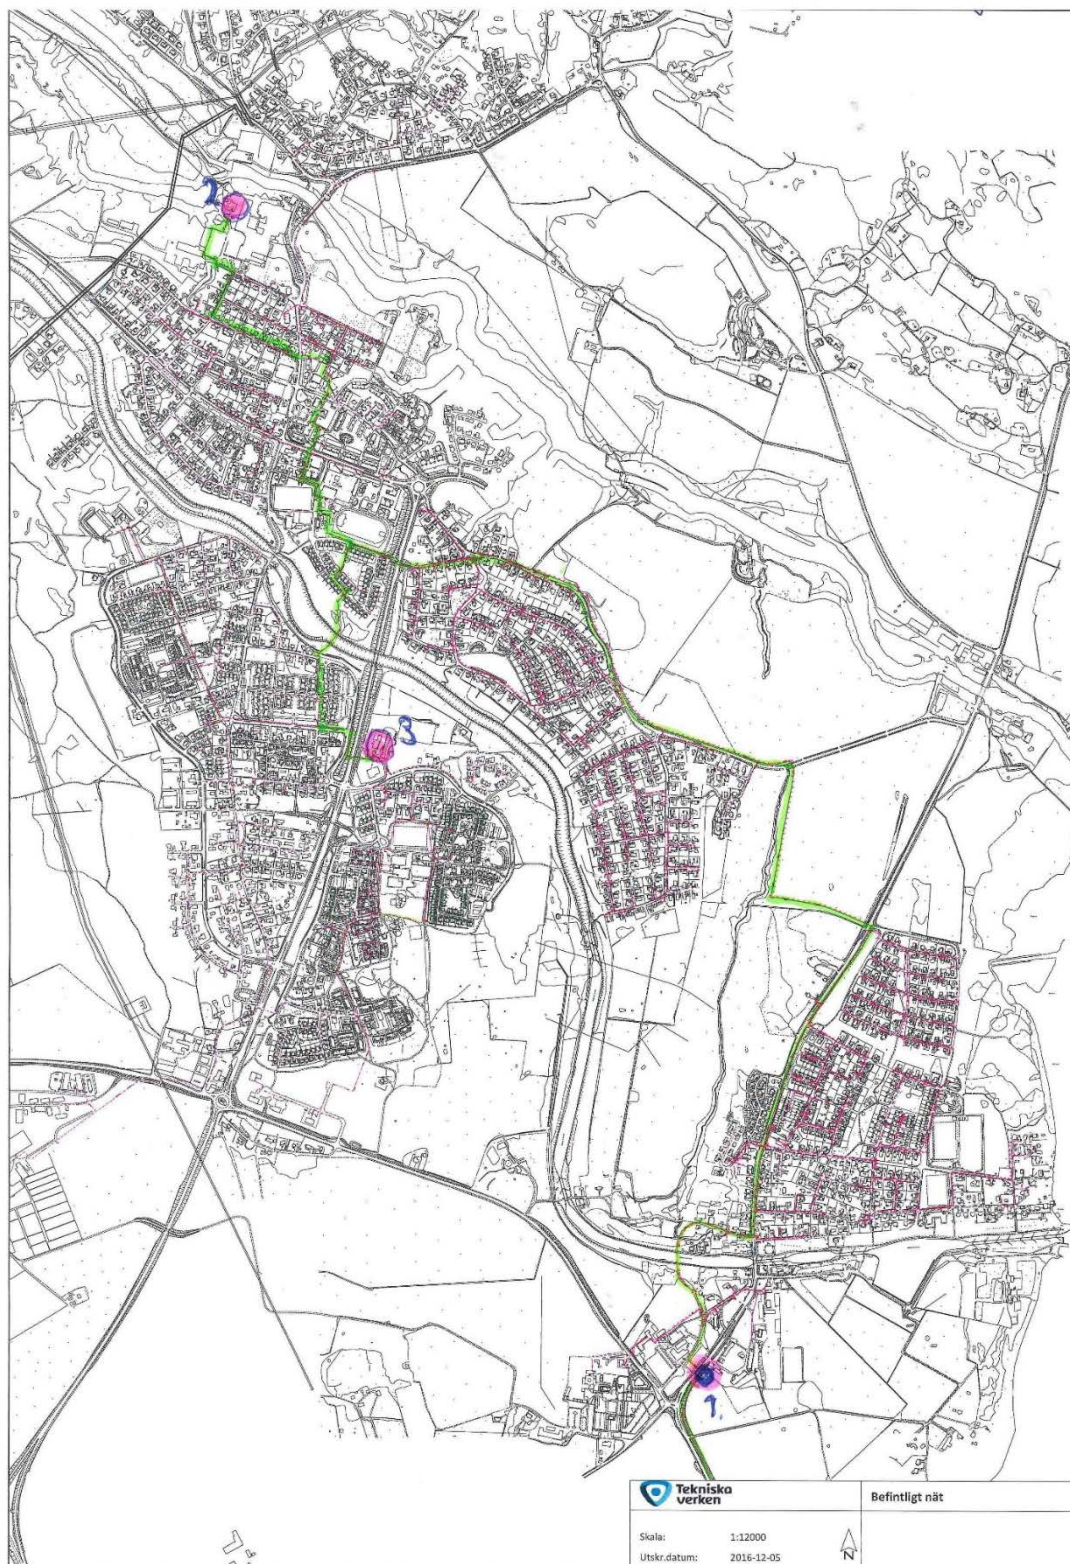 2
3
1.
Tekniska
verken
Befintligt nät
Skala: 1:12000
N
Utskr.datum: 2016-12-05